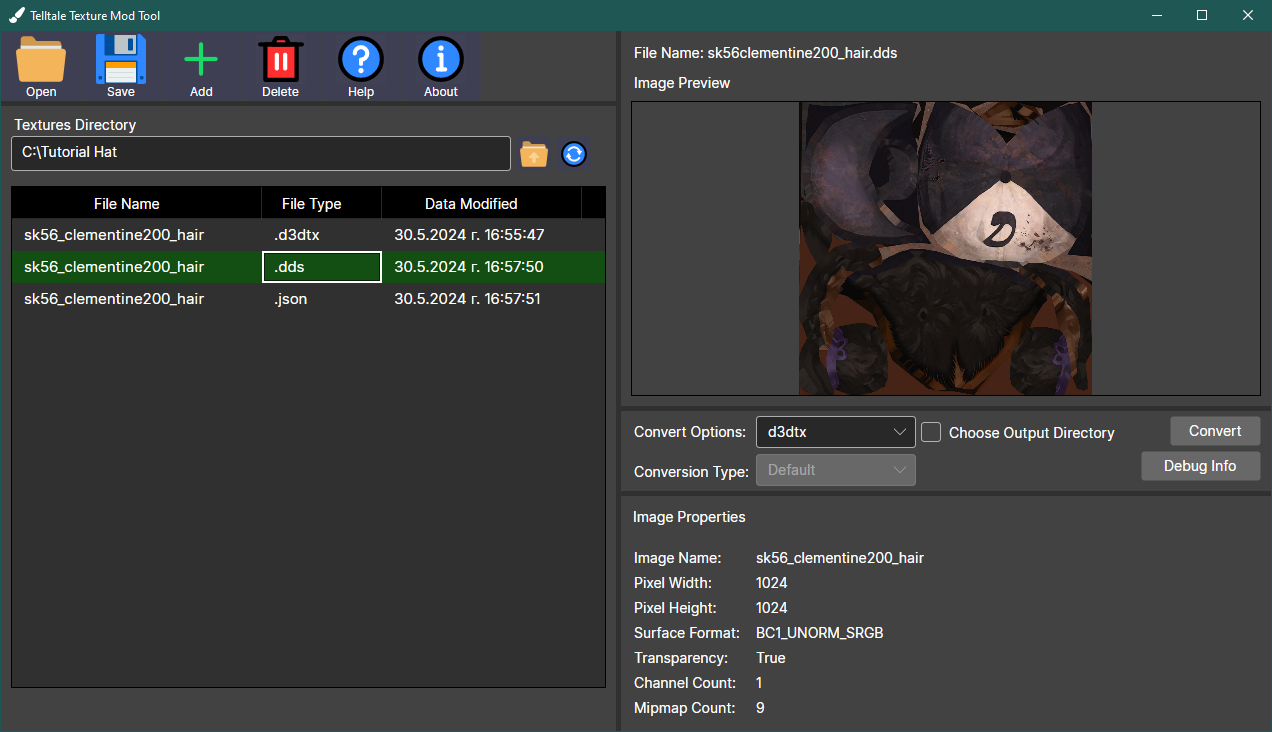 Telltale Texture Mod Tool
Open Save Add Delete Help About
Textures Directory
C:\Tutorial Hat
File Name File Type Data Modified
sk56_clementine200_hair .d3dtx 30.5.2024 г. 16:55:47
sk56_clementine200_hair .dds 30.5.2024 г. 16:57:50
sk56_clementine200_hair .json 30.5.2024 г. 16:57:51
File Name: sk56clementine200_hair.dds
Image Preview
D
Convert Options: d3dtx Choose Output Directory Convert
Conversion Type: Default Debug Info
Image Properties
Image Name: sk56_clementine200_hair
Pixel Width: 1024
Pixel Height: 1024
Surface Format: BC1_UNORM_SRGB
Transparency: True
Channel Count: 1
Mipmap Count: 9